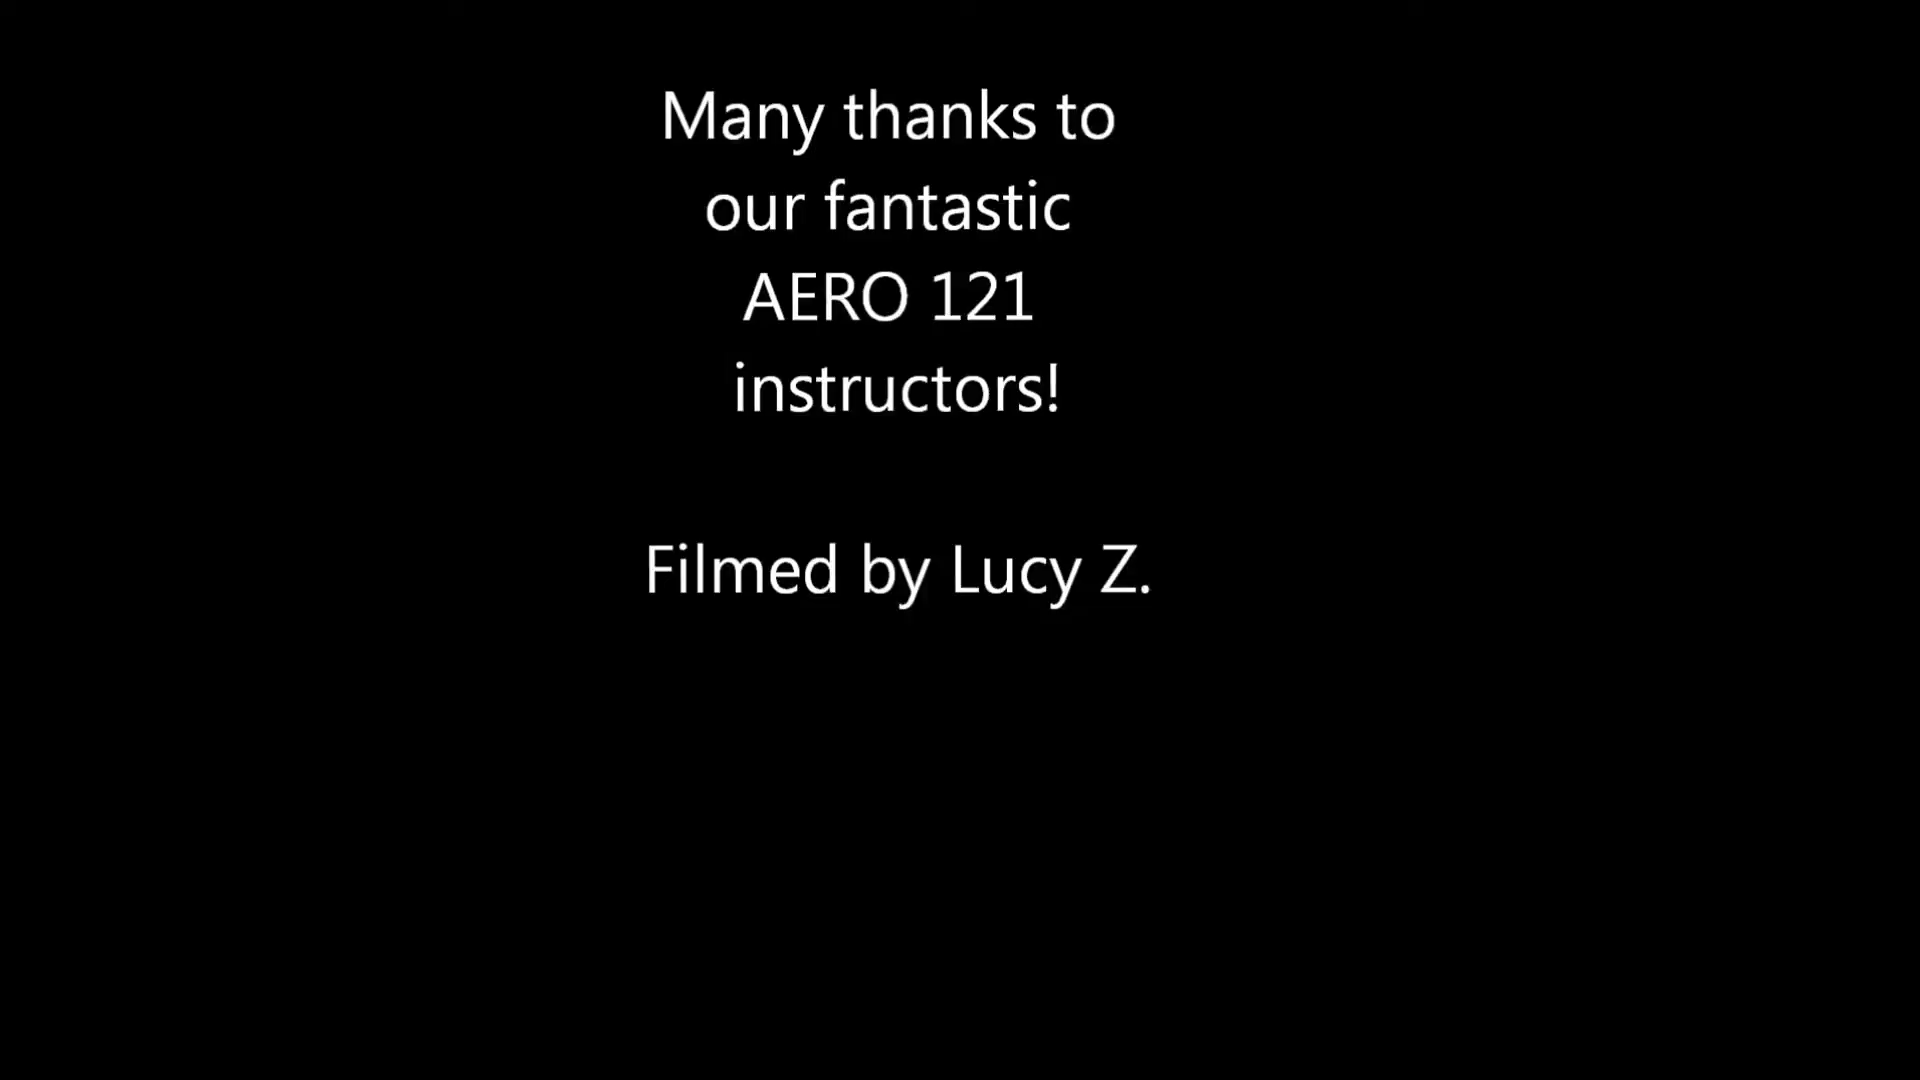 Many thanks to
our fantastic
AERO 121
instructors!
Filmed by Lucy Z.